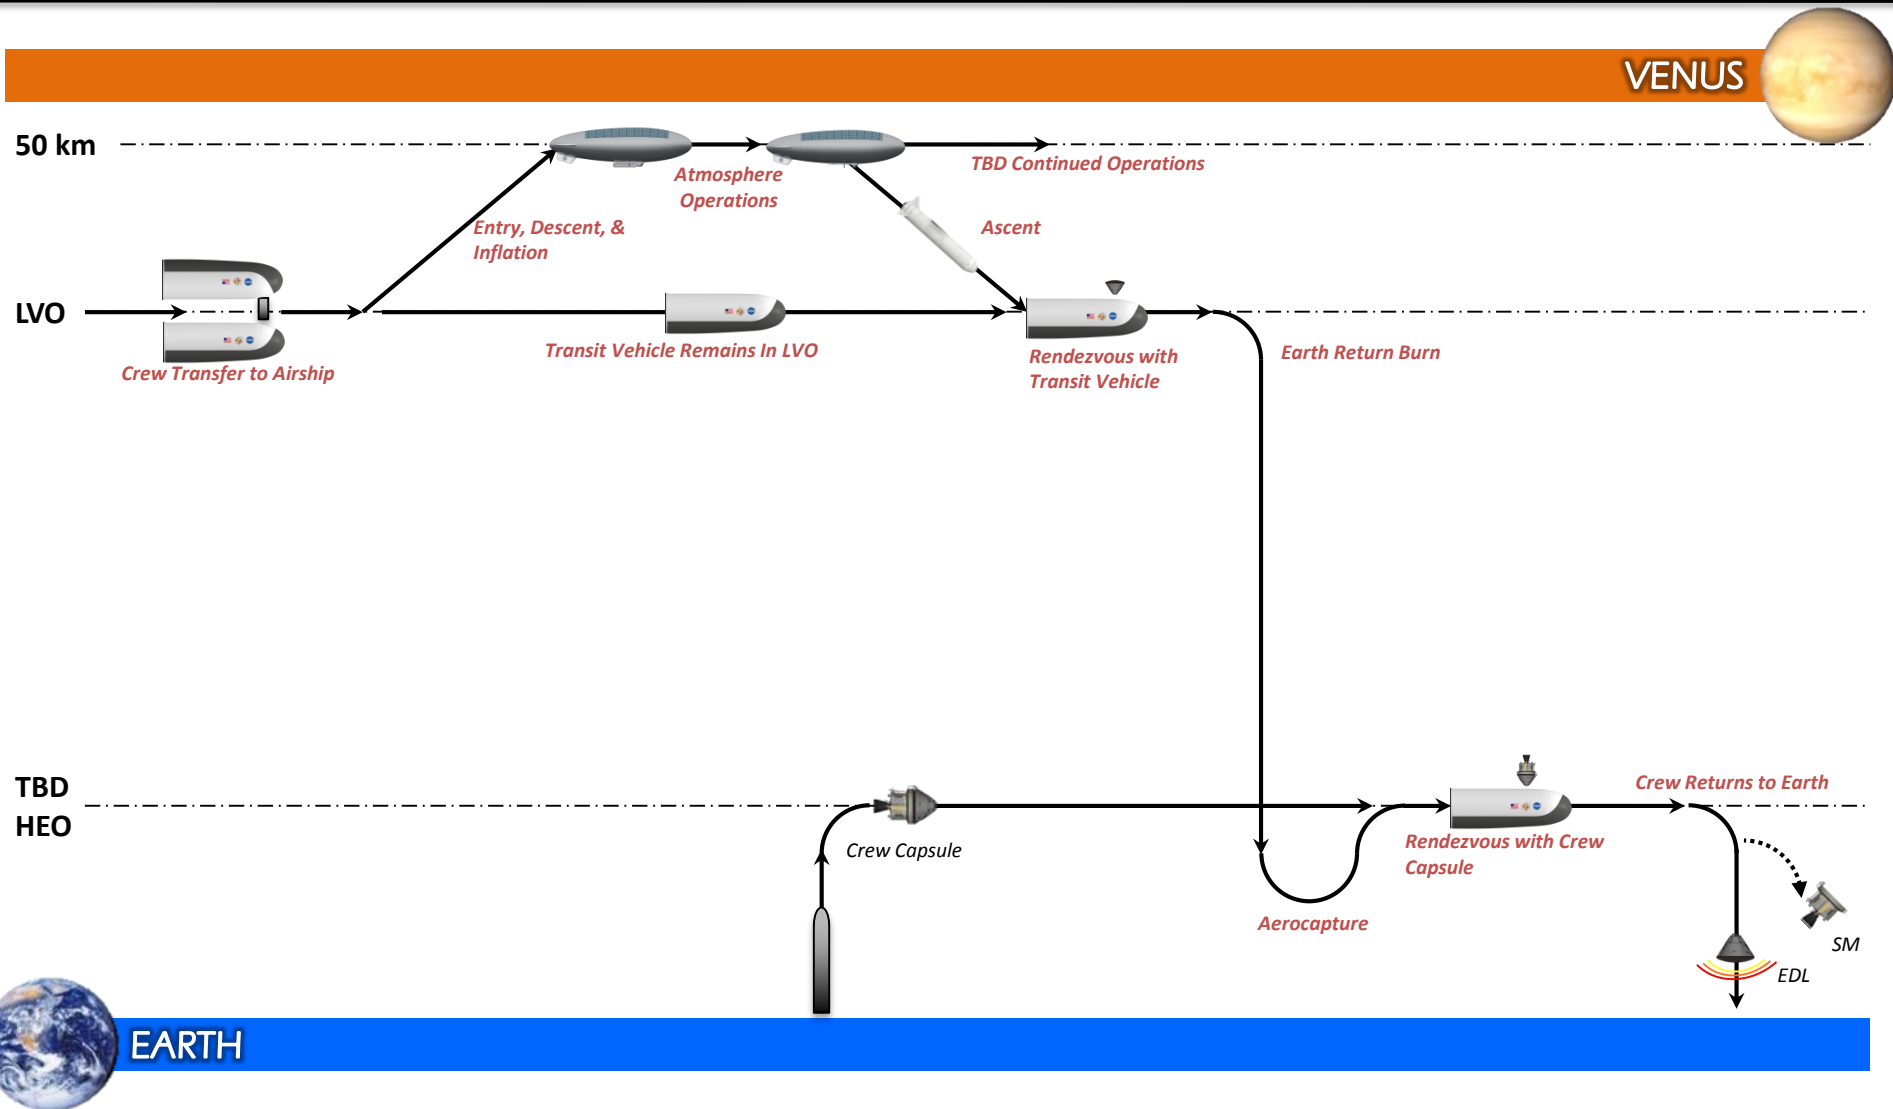 VENUS
50 km
TBD Continued Operations
Atmosphere
Operations
Entry, Descent, &
Inflation
Ascent
LVO
Crew Transfer to Airship
Transit Vehicle Remains In LVO
Rendezvous with
Transit Vehicle
Earth Return Burn
TBD
HEO
Crew Capsule
Crew Returns to Earth
Rendezvous with Crew
Capsule
Aerocapture
SM
EDL
EARTH